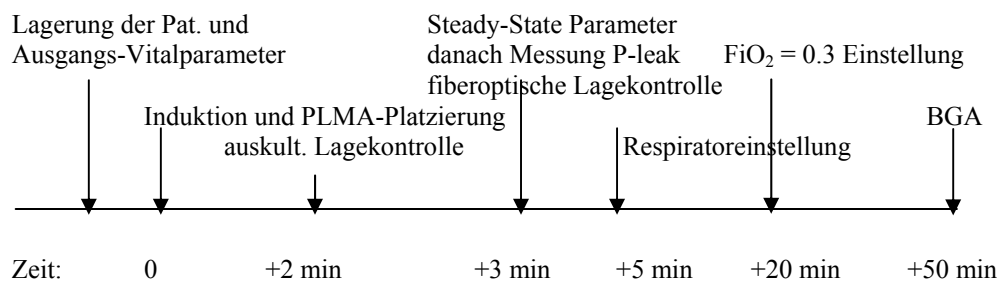 Lagerung der Pat. und
Ausgangs-Vitalparameter
Steady-State Parameter
danach Messung P-leak
fiberoptische Lagekontrolle
FiO₂ = 0.3 Einstellung
Induktion und PLMA-Platzierung
auskult. Lagekontrolle
Respiratoreinstellung
BGA
Zeit: 0 +2 min +3 min +5 min +20 min +50 min